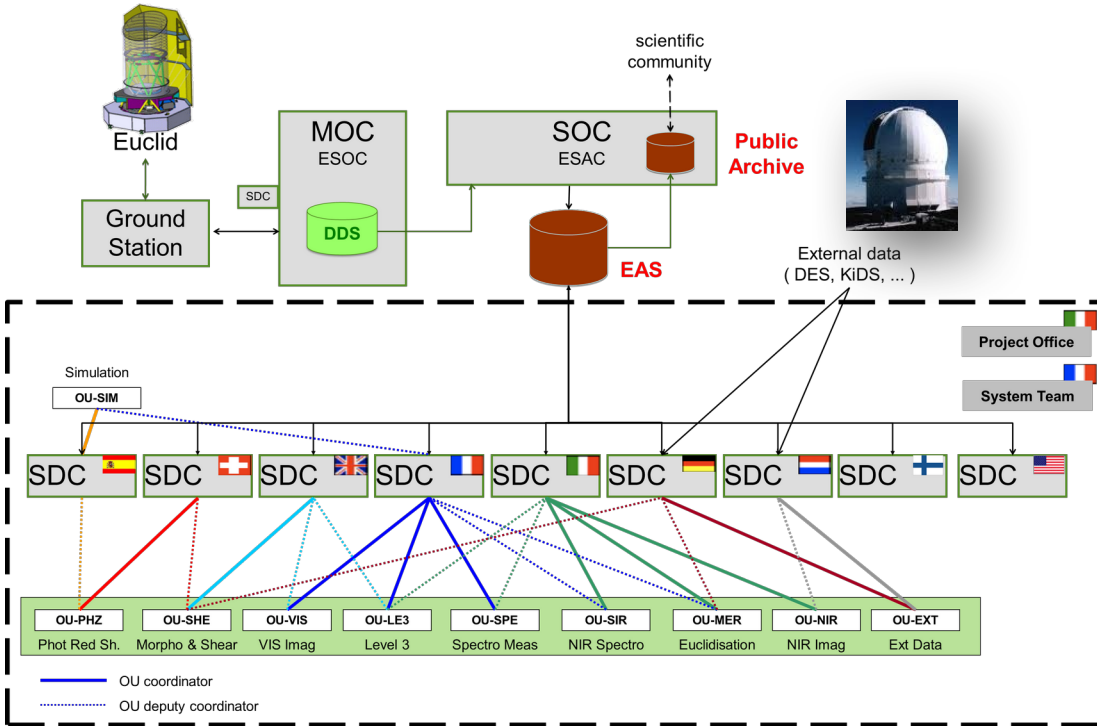 scientific
community
Euclid
MOC
ESOC
SOC
ESAC
Public
Archive
SDC
Ground
Station
DDS
EAS
External data
( DES, KiDS, ... )
Project Office
Simulation
OU-SIM
System Team
SDC
SDC
SDC
SDC
SDC
SDC
SDC
SDC
SDC
OU-PHZ
OU-SHE
OU-VIS
OU-LE3
OU-SPE
OU-SIR
OU-MER
OU-NIR
OU-EXT
Phot Red Sh.
Morpho & Shear
VIS Imag
Level 3
Spectro Meas
NIR Spectro
Euclidisation
NIR Imag
Ext Data
OU coordinator
OU deputy coordinator